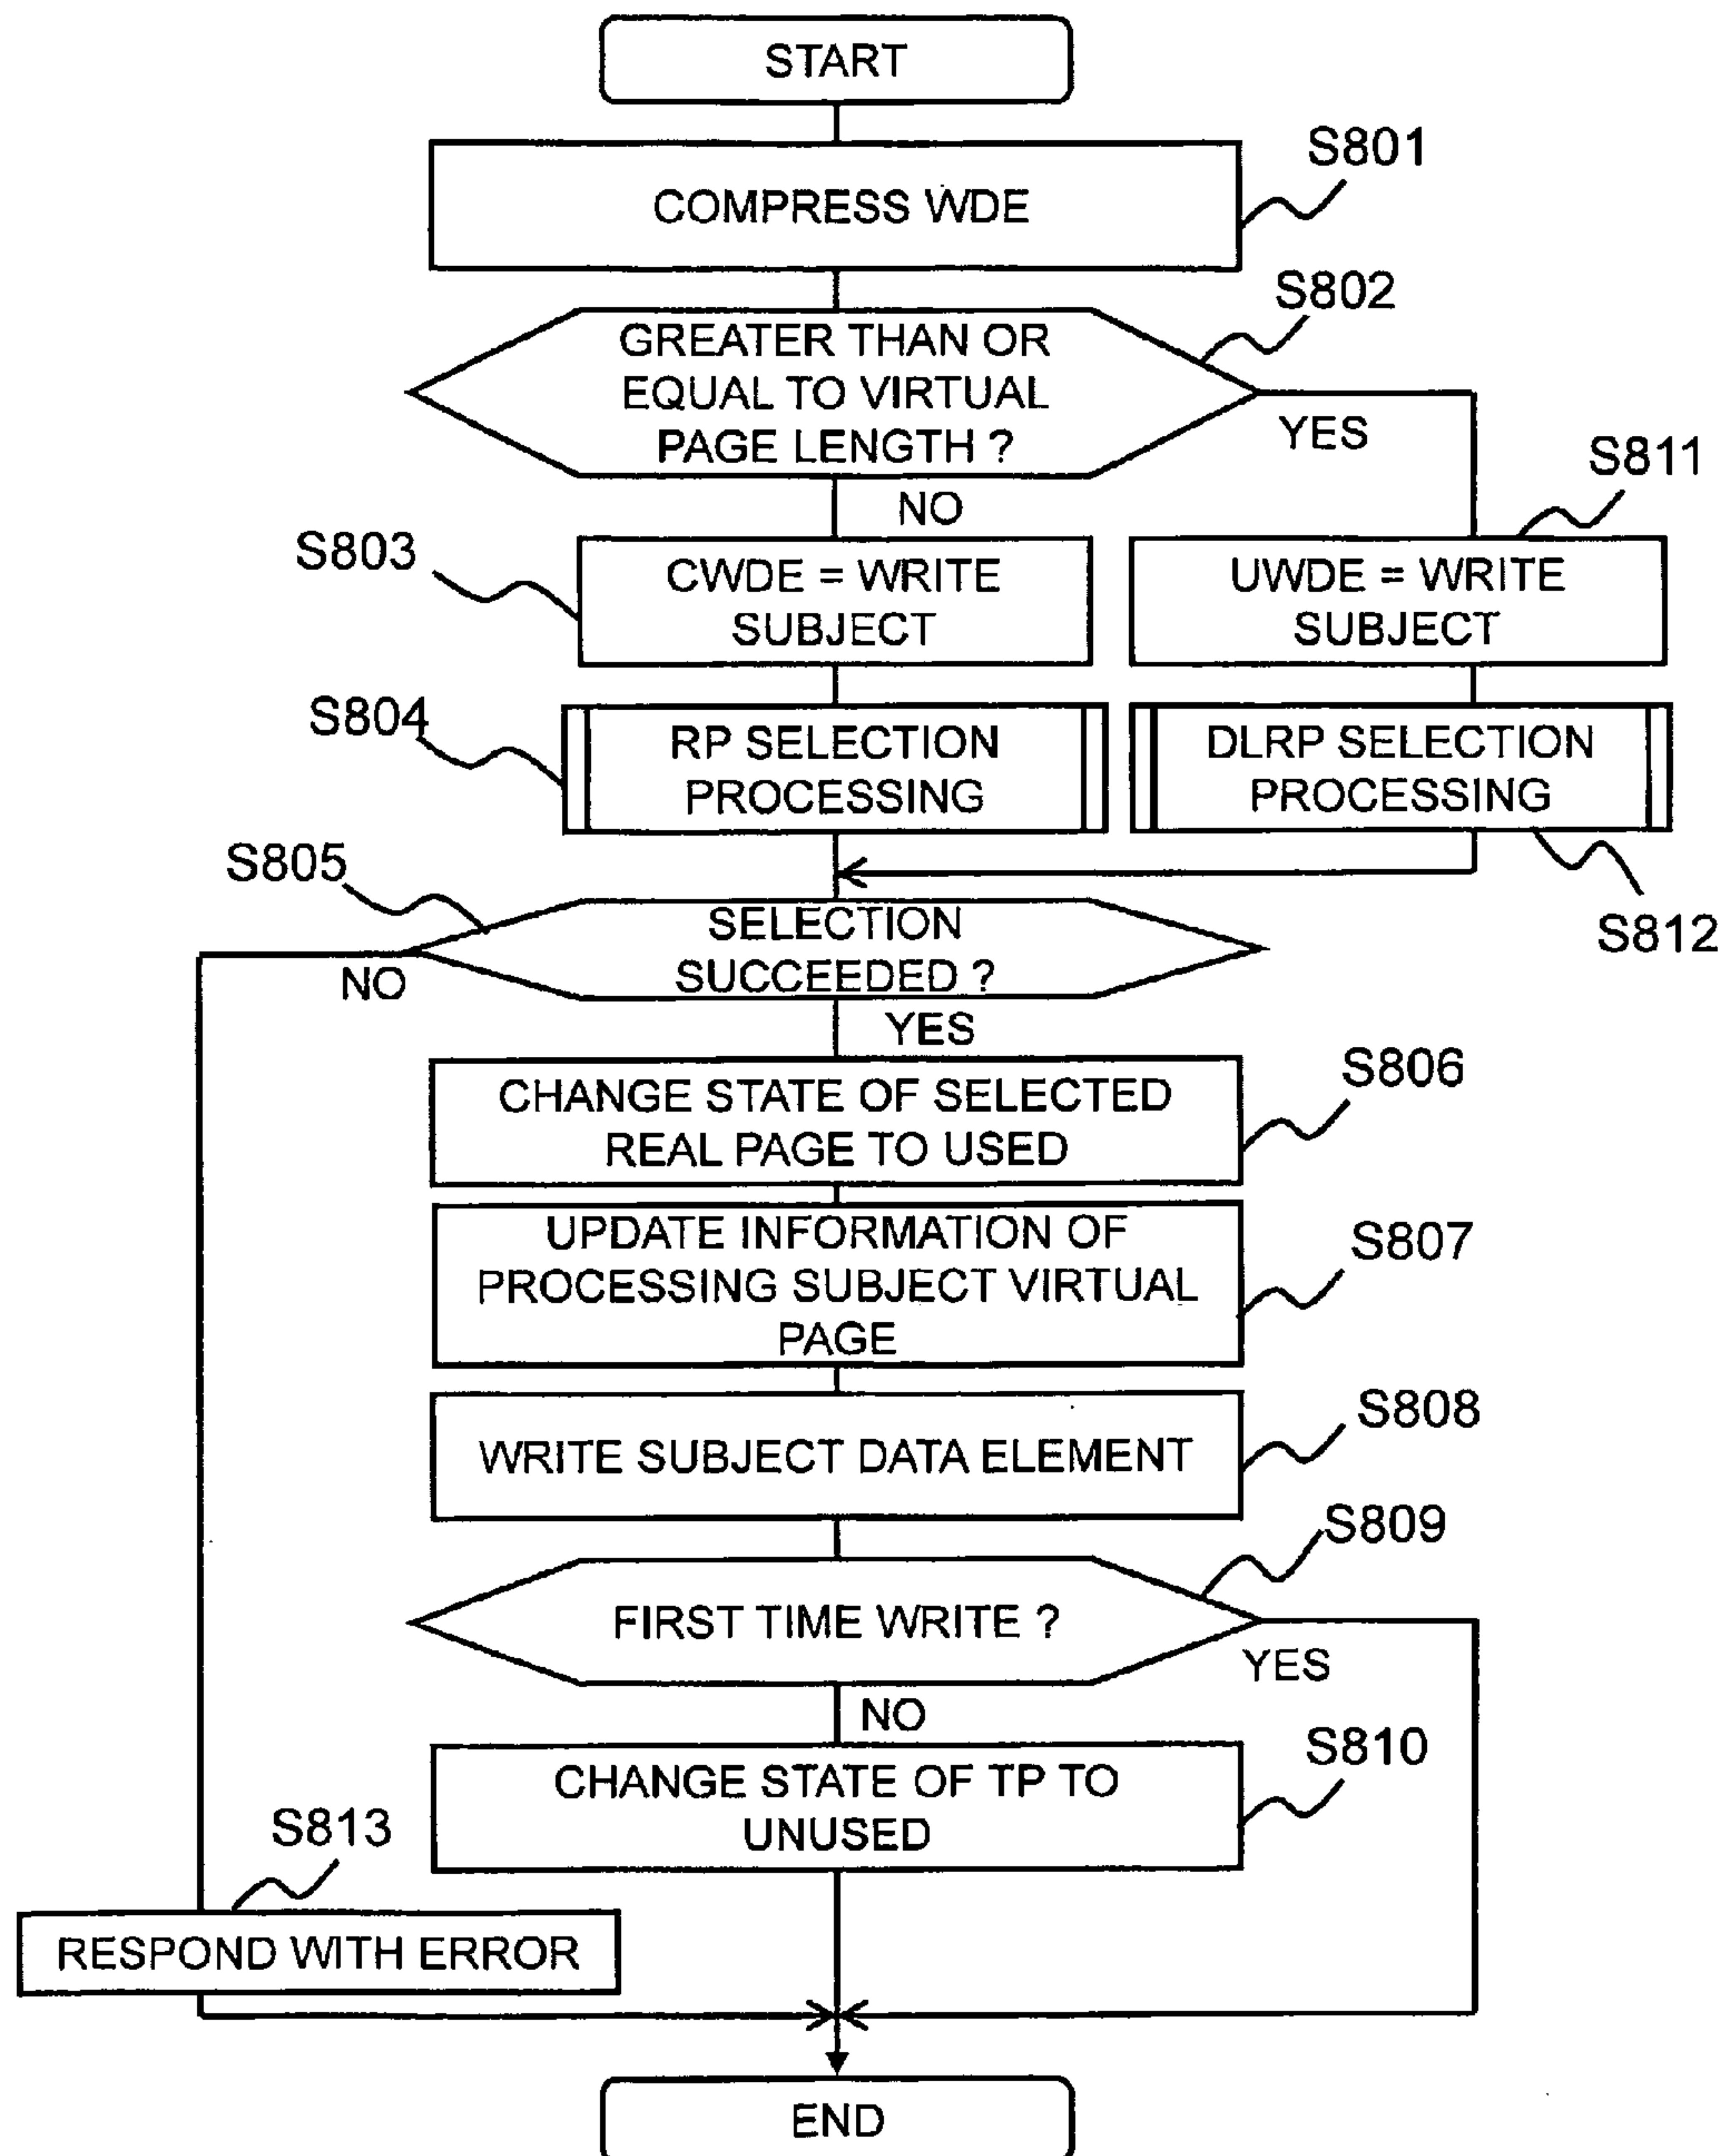 START
S801
COMPRESS WDE
S802
GREATER THAN OR
EQUAL TO VIRTUAL
PAGE LENGTH ?
YES
NO
S811
S803
CWDE = WRITE
SUBJECT
UWDE = WRITE
SUBJECT
S804
RP SELECTION
PROCESSING
DLRP SELECTION
PROCESSING
S812
S805
SELECTION
SUCCEEDED ?
NO
YES
S806
CHANGE STATE OF SELECTED
REAL PAGE TO USED
S807
UPDATE INFORMATION OF
PROCESSING SUBJECT VIRTUAL
PAGE
S808
WRITE SUBJECT DATA ELEMENT
S809
FIRST TIME WRITE ?
YES
NO
S810
CHANGE STATE OF TP TO
UNUSED
S813
RESPOND WITH ERROR
END